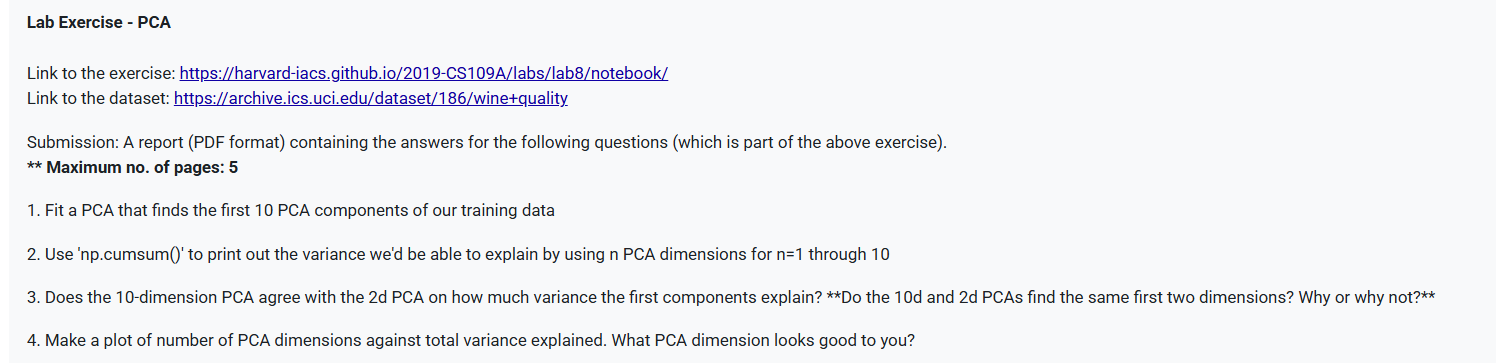 Lab Exercise - PCA
Link to the exercise: https://harvard-iacs.github.io/2019-CS109A/labs/lab8/notebook/
Link to the dataset: https://archive.ics.uci.edu/dataset/186/wine+quality
Submission: A report (PDF format) containing the answers for the following questions (which is part of the above exercise).
** Maximum no. of pages: 5
1. Fit a PCA that finds the first 10 PCA components of our training data
2. Use 'np.cumsum()' to print out the variance we'd be able to explain by using n PCA dimensions for n=1 through 10
3. Does the 10-dimension PCA agree with the 2d PCA on how much variance the first components explain? **Do the 10d and 2d PCAs find the same first two dimensions? Why or why not?**
4. Make a plot of number of PCA dimensions against total variance explained. What PCA dimension looks good to you?